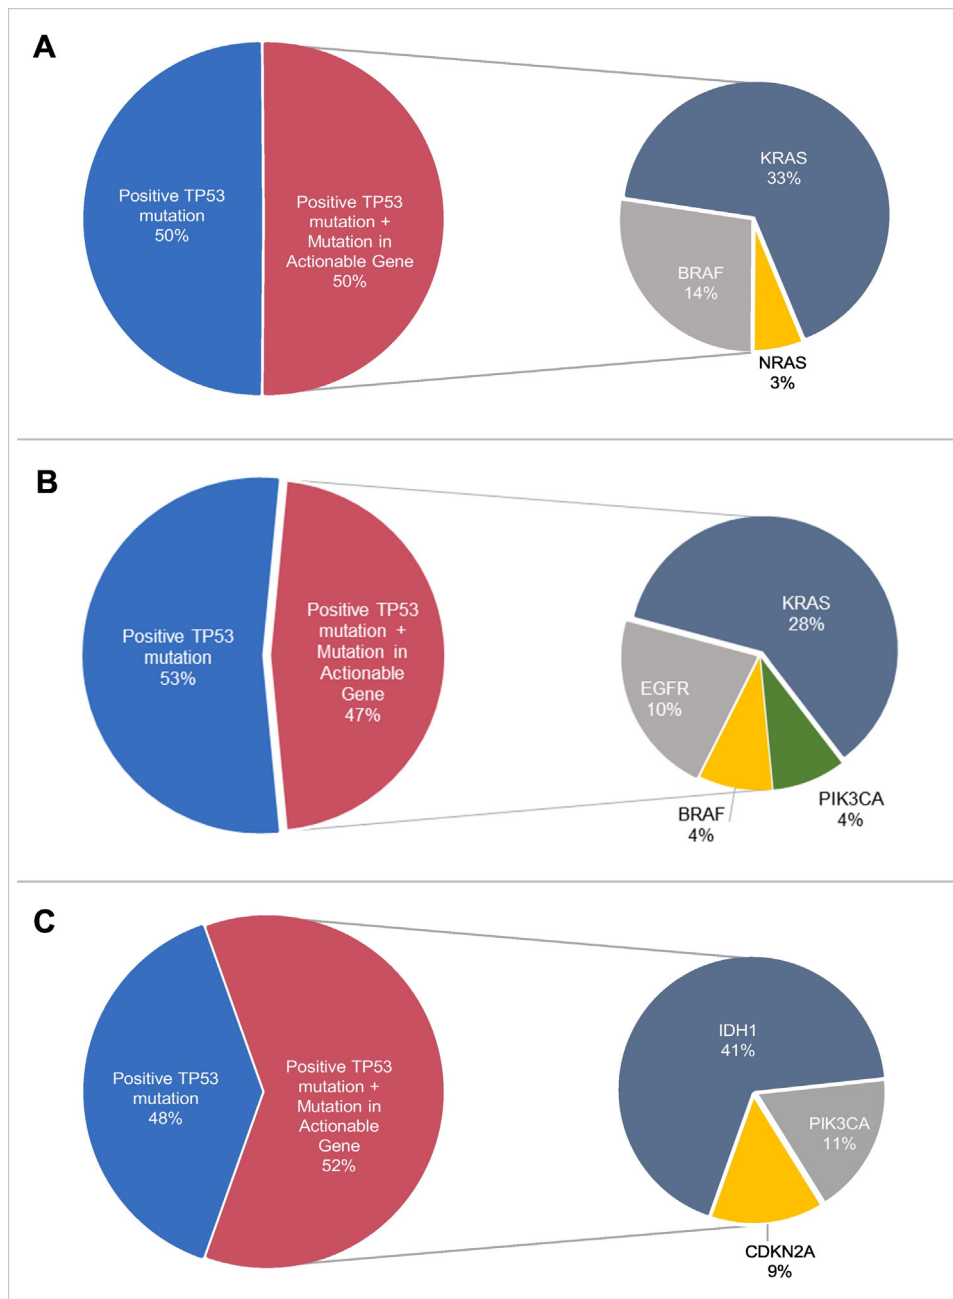 A
Positive TP53
mutation
50%
Positive TP53
mutation +
Mutation in
Actionable Gene
50%
KRAS
33%
BRAF
14%
NRAS
3%
B
Positive TP53
mutation
53%
Positive TP53
mutation +
Mutation in
Actionable
Gene
47%
KRAS
28%
EGFR
10%
BRAF
4%
PIK3CA
4%
C
Positive TP53
mutation
48%
Positive TP53
mutation +
Mutation in
Actionable
Gene
52%
IDH1
41%
PIK3CA
11%
CDKN2A
9%